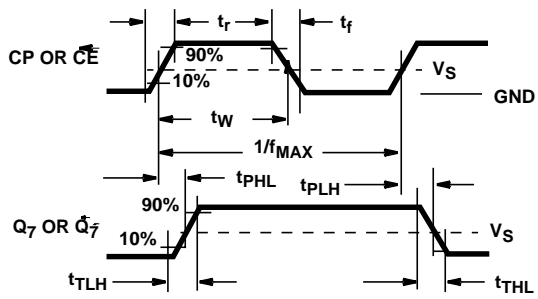 tr tf
CP OR CE
90%
10%
VS
GND
tW
1/fMAX
tPHL tPLH
90%
Q7 OR Q7
10%
VS
tTLH tTHL